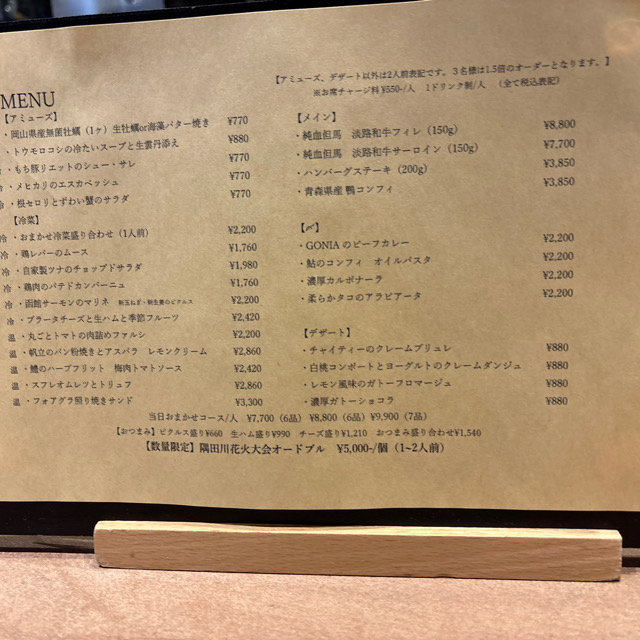 【アミューズ、デザート以外は2人前表記です。３名様は1.5倍のオーダーとなります。】
※お席チャージ料 ¥550-/人　１ドリンク制/人　（全て税込表記）
MENU
【アミューズ】
・岡山県産無菌牡蠣（1ヶ）生牡蠣or海藻バター焼き　¥770
・トウモロコシの冷たいスープと生雲丹添え　¥880
・もち豚リエットのシュー・サレ　¥770
冷 ・メヒカリのエスカベッシュ　¥770
冷 ・根セロリとずわい蟹のサラダ　¥770
【冷菜】
冷 ・おまかせ冷菜盛り合わせ（1人前）　¥2,200
冷 ・鶏レバーのムース　¥1,760
冷 ・自家製ツナのチョップドサラダ　¥1,980
冷 ・鶏肉のパテドカンパーニュ　¥1,760
冷 ・函館サーモンのマリネ　新玉ねぎ・朝生姜のピクルス　¥2,200
冷 ・ブラータチーズと生ハムと季節フルーツ　¥2,420
温 ・丸ごとトマトの肉詰めファルシ　¥2,200
温 ・帆立のパン粉焼きとアスパラ　レモンクリーム　¥2,860
温 ・鱧のハーブフリット　梅肉トマトソース　¥2,420
温 ・スフレオムレツとトリュフ　¥2,860
温 ・フォアグラ照り焼きサンド　¥3,300
【メイン】
・純血但馬　淡路和牛フィレ（150g）　¥8,800
・純血但馬　淡路和牛サーロイン（150g）　¥7,700
・ハンバーグステーキ（200g）　¥3,850
・青森県産 鴨コンフィ　¥3,850
【〆】
・GONIA のビーフカレー　¥2,200
・鮎のコンフィ　オイルパスタ　¥2,200
・濃厚カルボナーラ　¥2,200
・柔らかタコのアラビアータ　¥2,200
【デザート】
・チャイティーのクレームブリュレ　¥880
・白桃コンポートとヨーグルトのクレームダンジュ　¥880
・レモン風味のガトーフロマージュ　¥880
・濃厚ガトーショコラ　¥880
当日おまかせコース/人　¥7,700（6品）¥8,800（6品）¥9,900（7品）
【おつまみ】ピクルス盛り¥660　生ハム盛り¥990　チーズ盛り¥1,210　おつまみ盛り合わせ¥1,540
【数量限定】隅田川花火大会オードブル　¥5,000-/個（1~2人前）